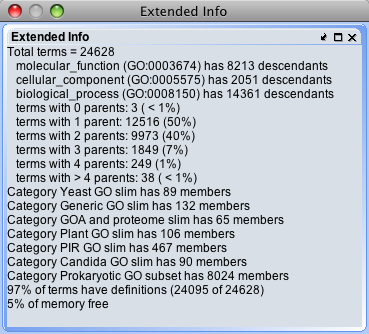 Extended Info
Extended Info
Total terms = 24628
molecular_function (GO:0003674) has 8213 descendants
cellular_component (GO:0005575) has 2051 descendants
biological_process (GO:0008150) has 14361 descendants
terms with 0 parents: 3 ( < 1%)
terms with 1 parent: 12516 (50%)
terms with 2 parents: 9973 (40%)
terms with 3 parents: 1849 (7%)
terms with 4 parents: 249 (1%)
terms with > 4 parents: 38 ( < 1%)
Category Yeast GO slim has 89 members
Category Generic GO slim has 132 members
Category GOA and proteome slim has 65 members
Category Plant GO slim has 106 members
Category PIR GO slim has 467 members
Category Candida GO slim has 90 members
Category Prokaryotic GO subset has 8024 members
97% of terms have definitions (24095 of 24628)
5% of memory free